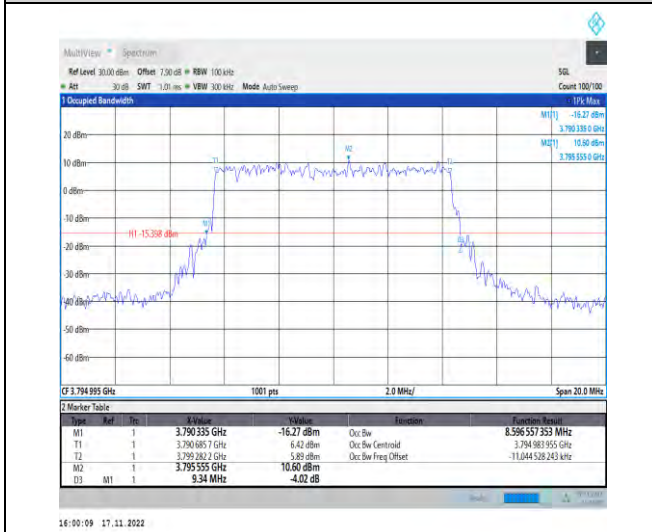 MultiView Spectrum
Ref Level 30.00 dBm Offset 7.50 dB RBW 100 kHz SGL
Att 30 dB SWT 1.01 ms VBW 300 kHz Mode Auto Sweep Count 100/100
1 Occupied Bandwidth 1Pk Max
M1[1] -16.27 dBm
3.790 335 0 GHz
20 dBm
M2[1] 10.60 dBm
3.795 555 0 GHz
M2
T1
10 dBm
0 dBm
-10 dBm
H1 -15.398 dBm
-20 dBm
-30 dBm
-40 dBm
-50 dBm
-60 dBm
CF 3.794 995 GHz 1001 pts 2.0 MHz/ Span 20.0 MHz
2 Marker Table
Type Ref Trc X-Value Y-Value Function Function Result
M1 1 3.790 335 GHz -16.27 dBm Occ Bw 8.596 557 353 MHz
T1 1 3.790 685 7 GHz 6.42 dBm Occ Bw Centroid 3.794 983 955 GHz
T2 1 3.799 282 2 GHz 5.89 dBm Occ Bw Freq Offset -11.044 528 243 kHz
M2 1 3.795 555 GHz 10.60 dBm
D3 M1 1 9.34 MHz -4.02 dB
16:00:09 17.11.2022